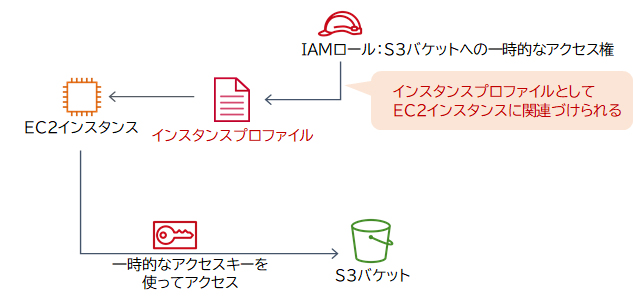 IAMロール：S3バケットへの一時的なアクセス権
インスタンスプロファイルとして
EC2インスタンスに関連づけられる
EC2インスタンス
インスタンスプロファイル
一時的なアクセスキーを
使ってアクセス
S3バケット